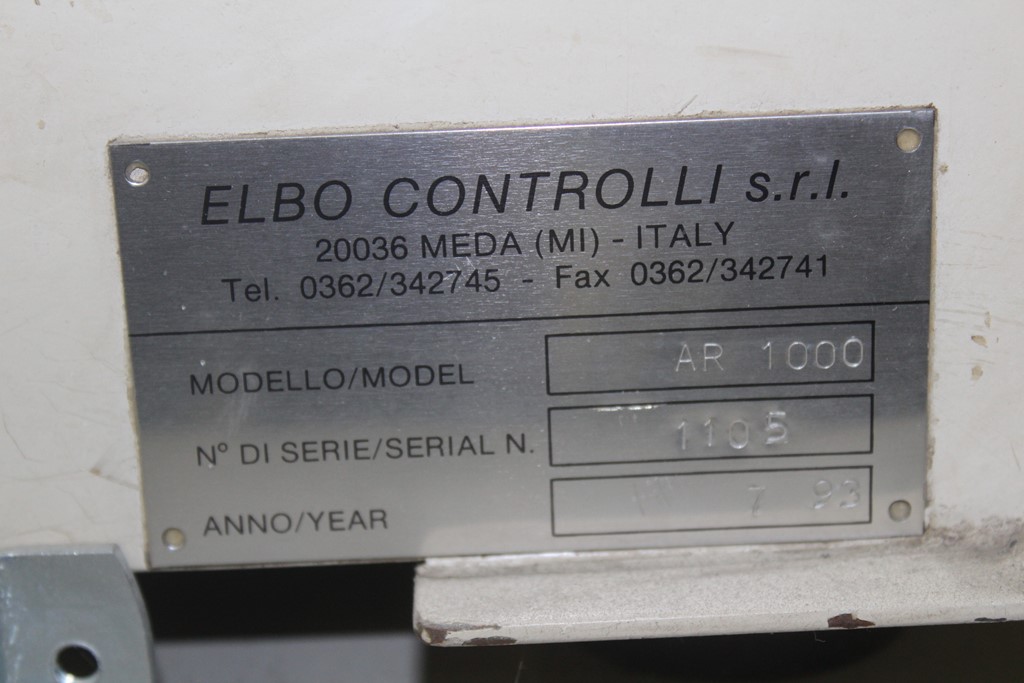 ELBO CONTROLLI s.r.l.
20036 MEDA (MI) - ITALY
Tel. 0362/342745 - Fax 0362/342741
MODELLO/MODEL AR 1000
N° DI SERIE/SERIAL N. 1105
ANNO/YEAR 7 93